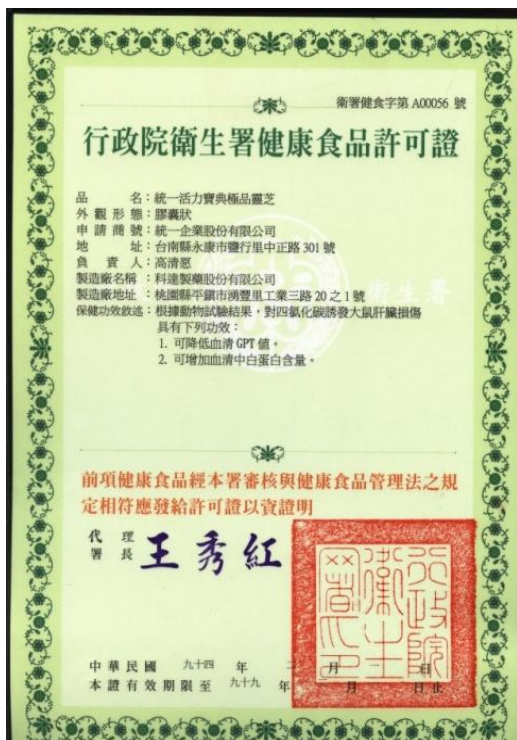 衛署健食字第 A00056 號
行政院衛生署健康食品許可證
品名：統一活力寶典極品靈芝
外觀形態：膠囊狀
申請商號：統一企業股份有限公司
地址：台南縣永康市鹽行里中正路 301 號
負責人：高清愿
製造廠名稱：科達製藥股份有限公司
製造廠地址：桃園縣平鎮市湧豐里工業三路 20 之 1 號
保健功效敘述：根據動物試驗結果，對四氯化碳誘發大鼠肝臟損傷
具有下列功效：
1. 可降低血清 GPT 值。
2. 可增加血清中白蛋白含量。
前項健康食品經本署審核與健康食品管理法之規
定相符應發給許可證以資證明
代理
署長 王秀紅
行政院衛生署印
中華民國 九十四 年 二 月 日
本證有效期限至 九十九 年 月 日止
衛生署